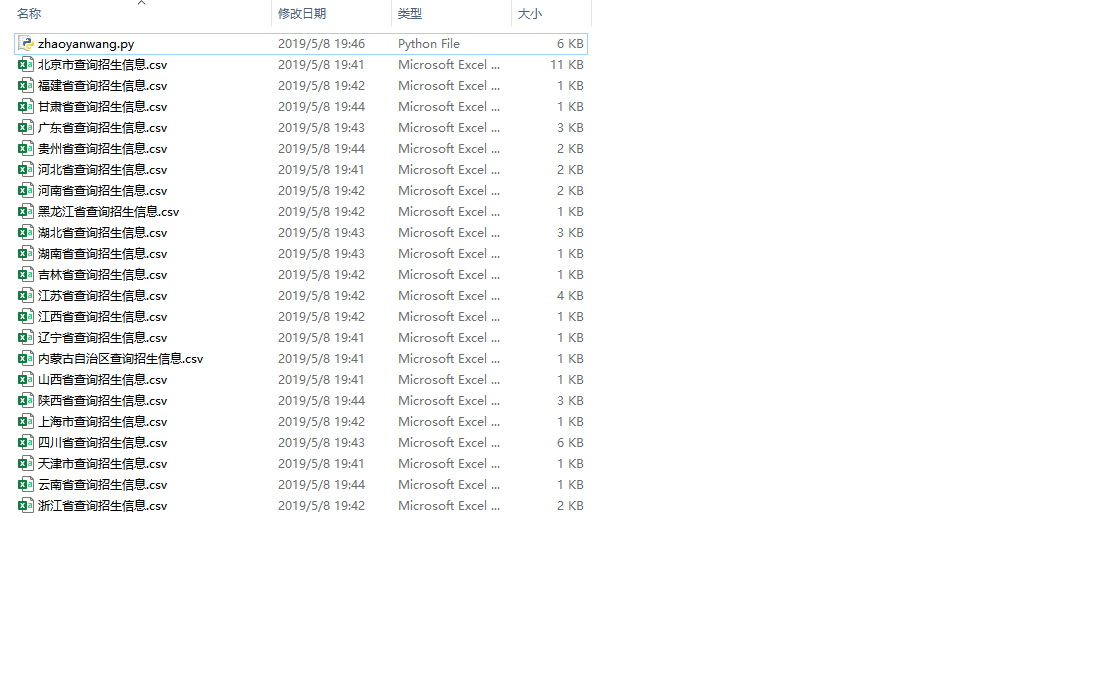 名称 修改日期 类型 大小
zhaoyanwang.py 2019/5/8 19:46 Python File 6 KB
北京市查询招生信息.csv 2019/5/8 19:41 Microsoft Excel ... 11 KB
福建省查询招生信息.csv 2019/5/8 19:42 Microsoft Excel ... 1 KB
甘肃省查询招生信息.csv 2019/5/8 19:44 Microsoft Excel ... 1 KB
广东省查询招生信息.csv 2019/5/8 19:43 Microsoft Excel ... 3 KB
贵州省查询招生信息.csv 2019/5/8 19:44 Microsoft Excel ... 2 KB
河北省查询招生信息.csv 2019/5/8 19:41 Microsoft Excel ... 2 KB
河南省查询招生信息.csv 2019/5/8 19:42 Microsoft Excel ... 2 KB
黑龙江省查询招生信息.csv 2019/5/8 19:42 Microsoft Excel ... 1 KB
湖北省查询招生信息.csv 2019/5/8 19:43 Microsoft Excel ... 3 KB
湖南省查询招生信息.csv 2019/5/8 19:43 Microsoft Excel ... 1 KB
吉林省查询招生信息.csv 2019/5/8 19:42 Microsoft Excel ... 1 KB
江苏省查询招生信息.csv 2019/5/8 19:42 Microsoft Excel ... 4 KB
江西省查询招生信息.csv 2019/5/8 19:42 Microsoft Excel ... 1 KB
辽宁省查询招生信息.csv 2019/5/8 19:41 Microsoft Excel ... 1 KB
内蒙古自治区查询招生信息.csv 2019/5/8 19:41 Microsoft Excel ... 1 KB
山西省查询招生信息.csv 2019/5/8 19:41 Microsoft Excel ... 1 KB
陕西省查询招生信息.csv 2019/5/8 19:44 Microsoft Excel ... 3 KB
上海市查询招生信息.csv 2019/5/8 19:42 Microsoft Excel ... 1 KB
四川省查询招生信息.csv 2019/5/8 19:43 Microsoft Excel ... 6 KB
天津市查询招生信息.csv 2019/5/8 19:41 Microsoft Excel ... 1 KB
云南省查询招生信息.csv 2019/5/8 19:44 Microsoft Excel ... 1 KB
浙江省查询招生信息.csv 2019/5/8 19:42 Microsoft Excel ... 2 KB